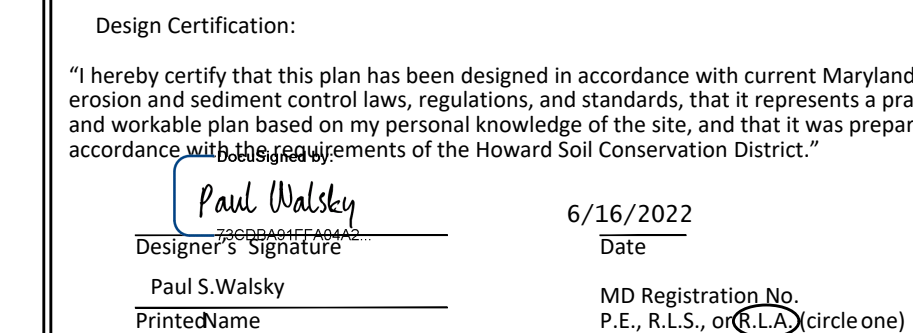 Design Certification:
“I hereby certify that this plan has been designed in accordance with current Maryland
erosion and sediment control laws, regulations, and standards, that it represents a pra
and workable plan based on my personal knowledge of the site, and that it was prepar
accordance with the requirements of the Howard Soil Conservation District.”
DocuSigned by:
Paul Walsky
73CDBA91FFA04A2...
6/16/2022
Designer’s Signature
Date
Paul S.Walsky
MD Registration No.
PrintedName
P.E., R.L.S., or R.L.A. (circle one)